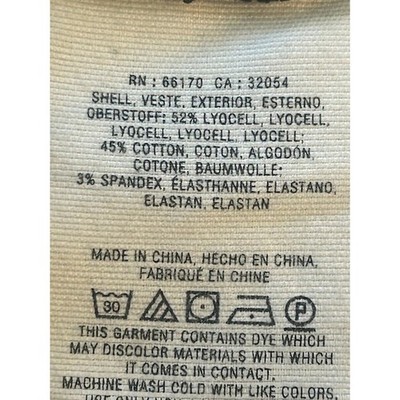 RN : 66170 CA : 32054
SHELL, VESTE, EXTERIOR, ESTERNO,
OBERSTOFF: 52% LYOCELL, LYOCELL,
LYOCELL, LYOCELL, LYOCELL;
45% COTTON, COTON, ALGODÓN,
COTONE, BAUMWOLLE;
3% SPANDEX, ÉLASTHANNE, ELASTANO,
ELASTAN, ELASTAN
MADE IN CHINA, HECHO EN CHINA,
FABRIQUÉ EN CHINE
30 P
THIS GARMENT CONTAINS DYE WHICH
MAY DISCOLOR MATERIALS WITH WHICH
IT COMES IN CONTACT.
MACHINE WASH COLD WITH LIKE COLORS,